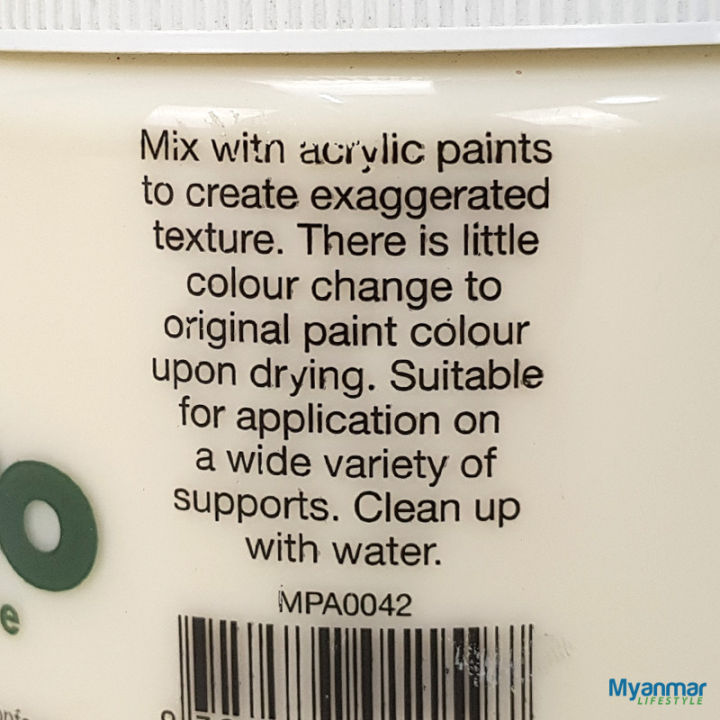 Mix with acrylic paints
to create exaggerated
texture. There is little
colour change to
original paint colour
upon drying. Suitable
for application on
a wide variety of
supports. Clean up
with water.
MPA0042
Myanmar
LIFESTYLE